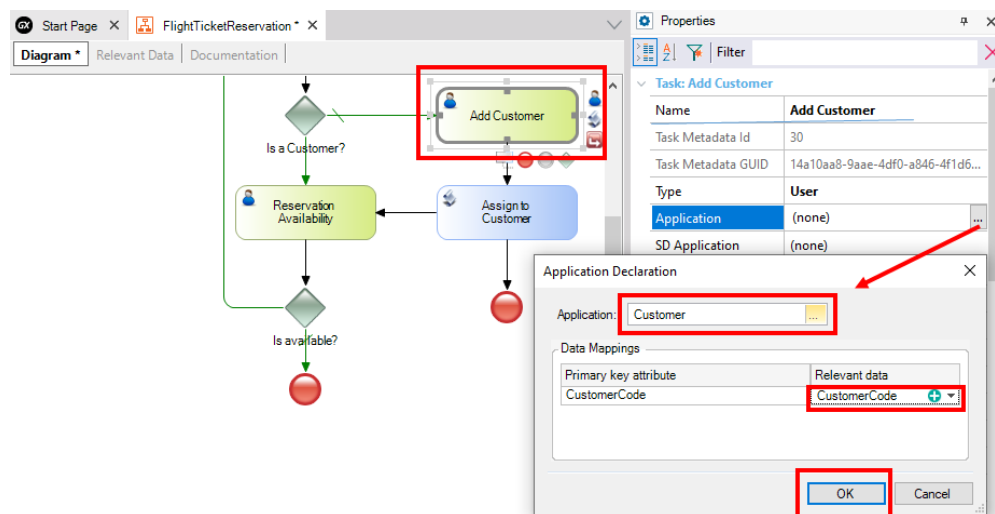 GX Start Page X FlightTicketReservation * X
Diagram * Relevant Data Documentation
Add Customer
Is a Customer?
Reservation
Availability
Assign to
Customer
Is available?
Properties
Filter
Task: Add Customer
Name Add Customer
Task Metadata Id 30
Task Metadata GUID 14a10aa8-9aae-4df0-a846-4f1d6...
Type User
Application (none) ...
SD Application (none)
Application Declaration
Application: Customer ...
Data Mappings
Primary key attribute Relevant data
CustomerCode CustomerCode
OK Cancel